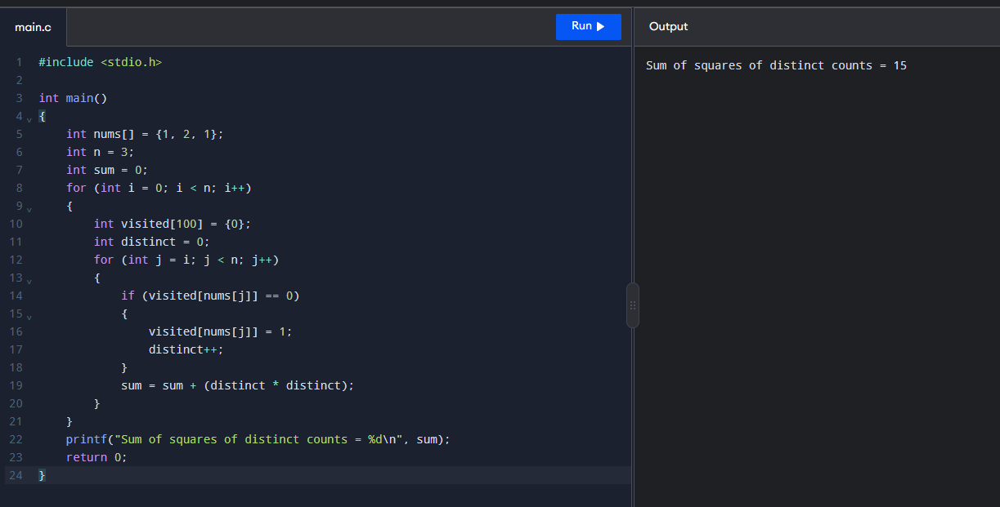 main.c
Run
Output
1 #include <stdio.h>
2
3 int main()
4 {
5     int nums[] = {1, 2, 1};
6     int n = 3;
7     int sum = 0;
8     for (int i = 0; i < n; i++)
9     {
10         int visited[100] = {0};
11         int distinct = 0;
12         for (int j = i; j < n; j++)
13         {
14             if (visited[nums[j]] == 0)
15             {
16                 visited[nums[j]] = 1;
17                 distinct++;
18             }
19             sum = sum + (distinct * distinct);
20         }
21     }
22     printf("Sum of squares of distinct counts = %d\n", sum);
23     return 0;
24 }
Sum of squares of distinct counts = 15